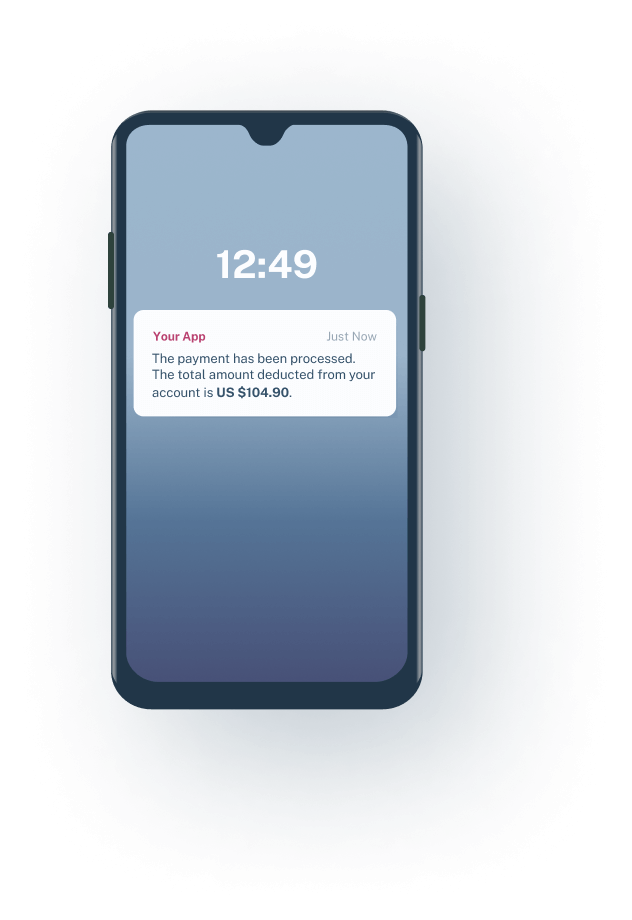 12:49
Your App Just Now
The payment has been processed.
The total amount deducted from your
account is US $104.90.